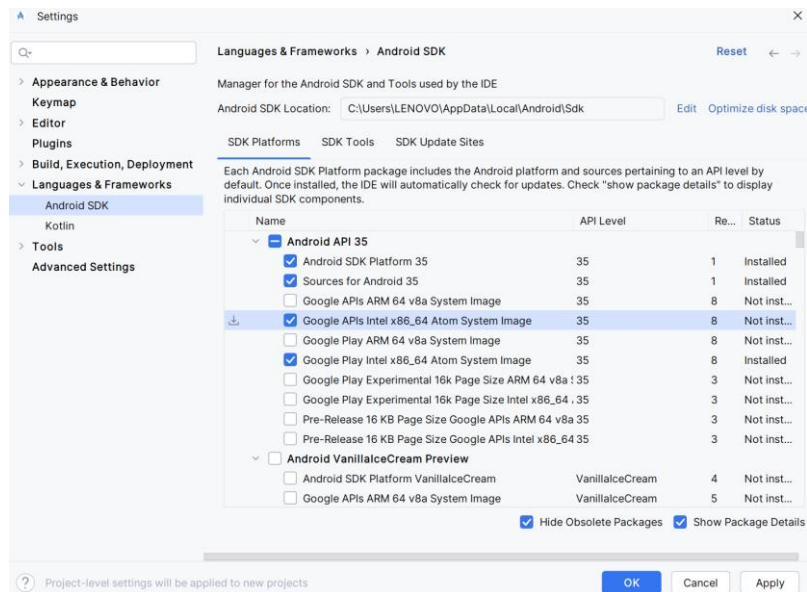 Settings
Languages & Frameworks › Android SDK Reset
Appearance & Behavior
Keymap
Editor
Plugins
Build, Execution, Deployment
Languages & Frameworks
Android SDK
Kotlin
Tools
Advanced Settings
Manager for the Android SDK and Tools used by the IDE
Android SDK Location: C:\Users\LENOVO\AppData\Local\Android\Sdk Edit Optimize disk space
SDK Platforms SDK Tools SDK Update Sites
Each Android SDK Platform package includes the Android platform and sources pertaining to an API level by
default. Once installed, the IDE will automatically check for updates. Check "show package details" to display
individual SDK components.
Name API Level Re... Status
Android API 35
Android SDK Platform 35 35 1 Installed
Sources for Android 35 35 1 Installed
Google APIs ARM 64 v8a System Image 35 8 Not inst...
Google APIs Intel x86_64 Atom System Image 35 8 Not inst...
Google Play ARM 64 v8a System Image 35 8 Not inst...
Google Play Intel x86_64 Atom System Image 35 8 Installed
Google Play Experimental 16k Page Size ARM 64 v8a 35 3 Not inst...
Google Play Experimental 16k Page Size Intel x86_64 35 3 Not inst...
Pre-Release 16 KB Page Size Google APIs ARM 64 v8a 35 3 Not inst...
Pre-Release 16 KB Page Size Google APIs Intel x86_64 35 3 Not inst...
Android VanillaIceCream Preview
Android SDK Platform VanillaIceCream VanillaIceCream 4 Not inst...
Google APIs ARM 64 v8a System Image VanillaIceCream 5 Not inst...
Hide Obsolete Packages Show Package Details
? Project-level settings will be applied to new projects
OK Cancel Apply